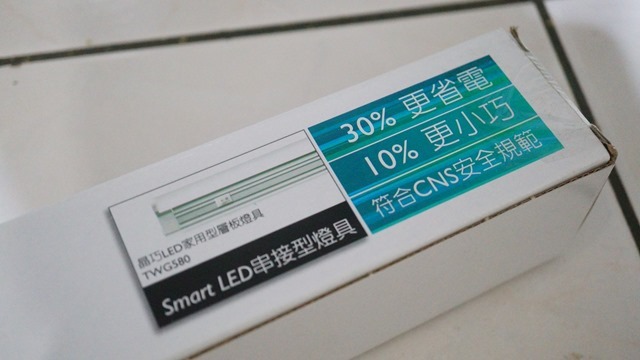 30% 更省電
10% 更小巧
符合CNS安全規範
晶巧LED家用型層板燈具
TWG580
Smart LED串接型燈具